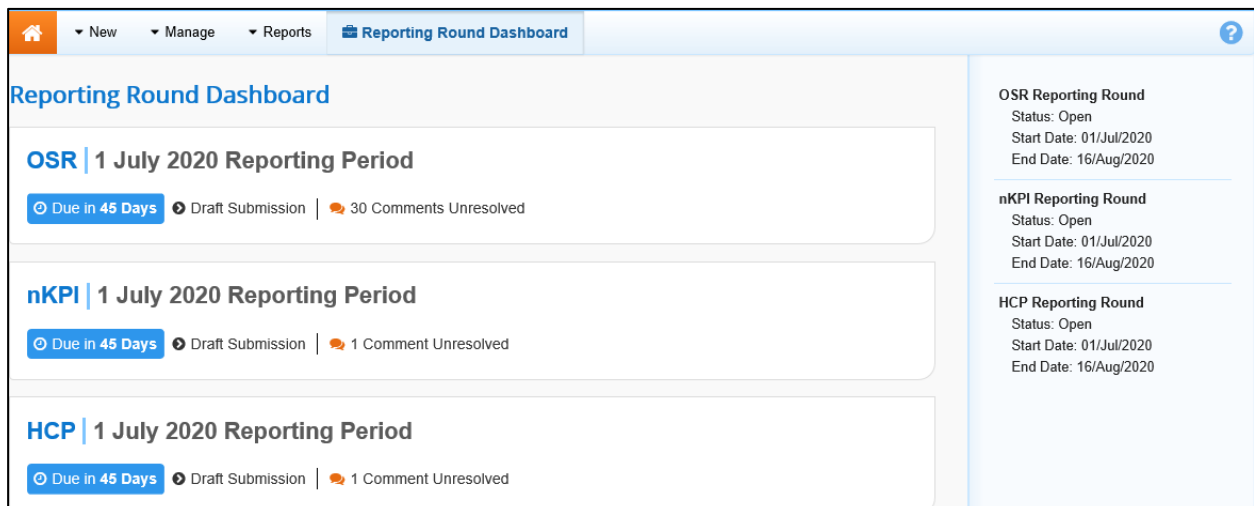 New Manage Reports Reporting Round Dashboard
Reporting Round Dashboard
OSR 1 July 2020 Reporting Period
Due in 45 Days Draft Submission 30 Comments Unresolved
nKPI 1 July 2020 Reporting Period
Due in 45 Days Draft Submission 1 Comment Unresolved
HCP 1 July 2020 Reporting Period
Due in 45 Days Draft Submission 1 Comment Unresolved
OSR Reporting Round
Status: Open
Start Date: 01/Jul/2020
End Date: 16/Aug/2020
nKPI Reporting Round
Status: Open
Start Date: 01/Jul/2020
End Date: 16/Aug/2020
HCP Reporting Round
Status: Open
Start Date: 01/Jul/2020
End Date: 16/Aug/2020